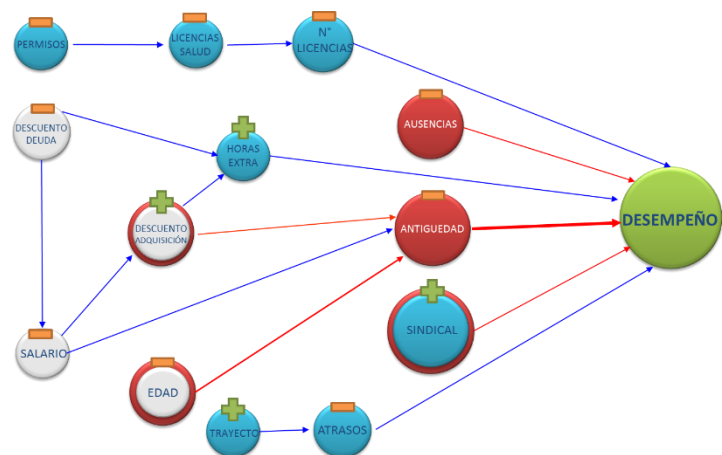 PERMISOS
LICENCIAS
SALUD
N°
LICENCIAS
AUSENCIAS
DESCUENTO
DEUDA
HORAS
EXTRA
DESEMPEÑO
DESCUENTO
ADQUISICIÓN
ANTIGUEDAD
SINDICAL
SALARIO
EDAD
TRAYECTO
ATRASOS